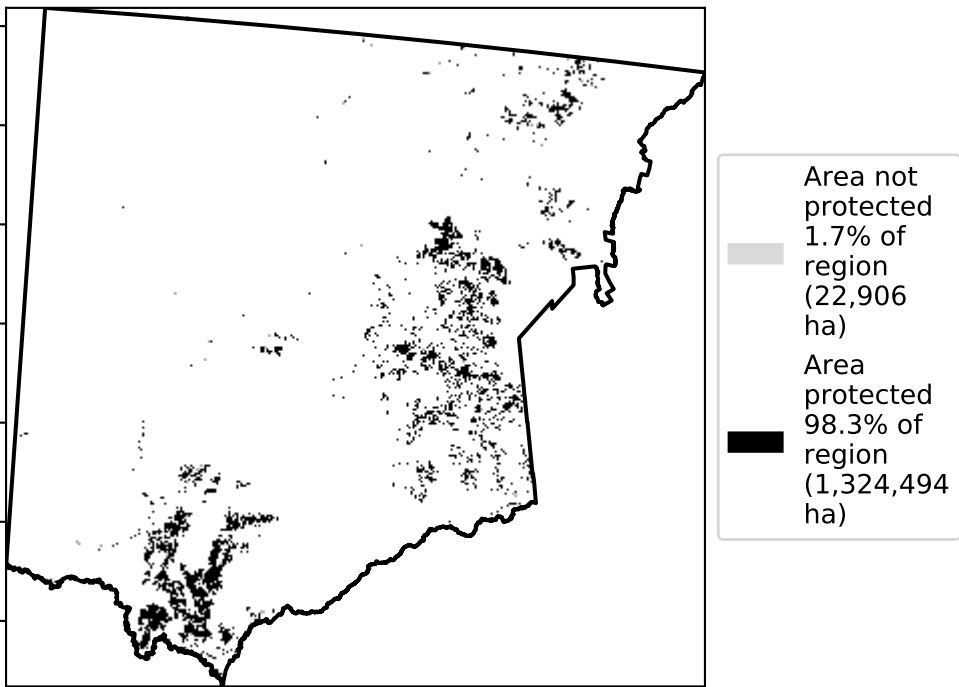 Area not
protected
1.7% of
region
(22,906
ha)
Area
protected
98.3% of
region
(1,324,494
ha)